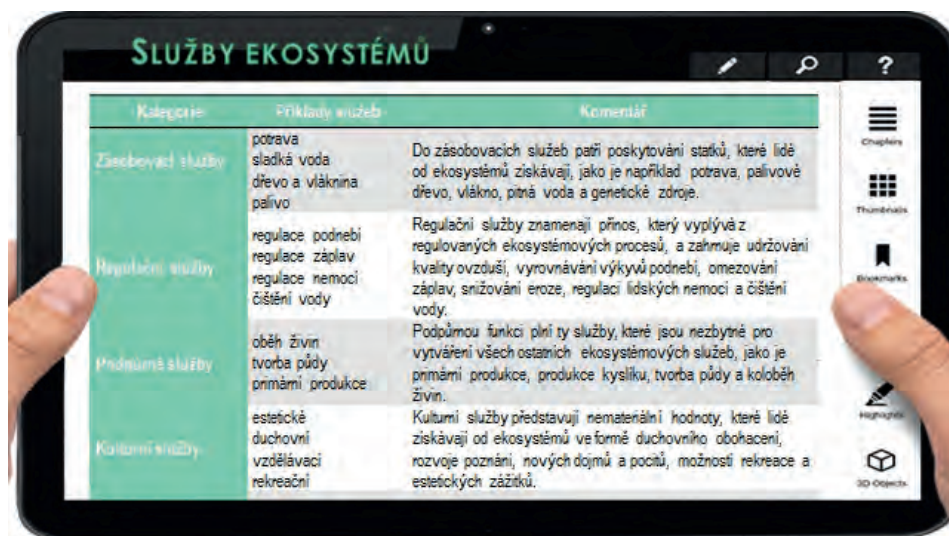 SLUŽBY EKOSYSTÉMŮ
?
Kategorie Příklady služeb Komentář
Chapters
Thumbnails
Bookmarks
Highlights
3D Objects
Zásobovací služby
potrava
sladká voda
dřevo a vláknina
palivo
Do zásobovacích služeb patří poskytování statků, které lidé
od ekosystémů získávají, jako je například potrava, palivové
dřevo, vlákno, pitná voda a genetické zdroje.
Regulační služby
regulace podnebí
regulace záplav
regulace nemocí
čištění vody
Regulační služby znamenají přínos, který vyplývá z
regulovaných ekosystémových procesů, a zahrnuje udržování
kvality ovzduší, vyrovnávání výkyvů podnebí, omezování
záplav, snižování eroze, regulaci lidských nemocí a čištění
vody.
Podpůrné služby
oběh živin
tvorba půdy
primární produkce
Podpůrnou funkci plní ty služby, které jsou nezbytné pro
vytváření všech ostatních ekosystémových služeb, jako je
primární produkce, produkce kyslíku, tvorba půdy a koloběh
živin.
Kulturní služby
estetické
duchovní
vzdělávací
rekreační
Kulturní služby představují nemateriální hodnoty, které lidé
získávají od ekosystémů ve formě duchovního obohacení,
rozvoje poznání, nových dojmů a pocitů, možností rekreace a
estetických zážitků.